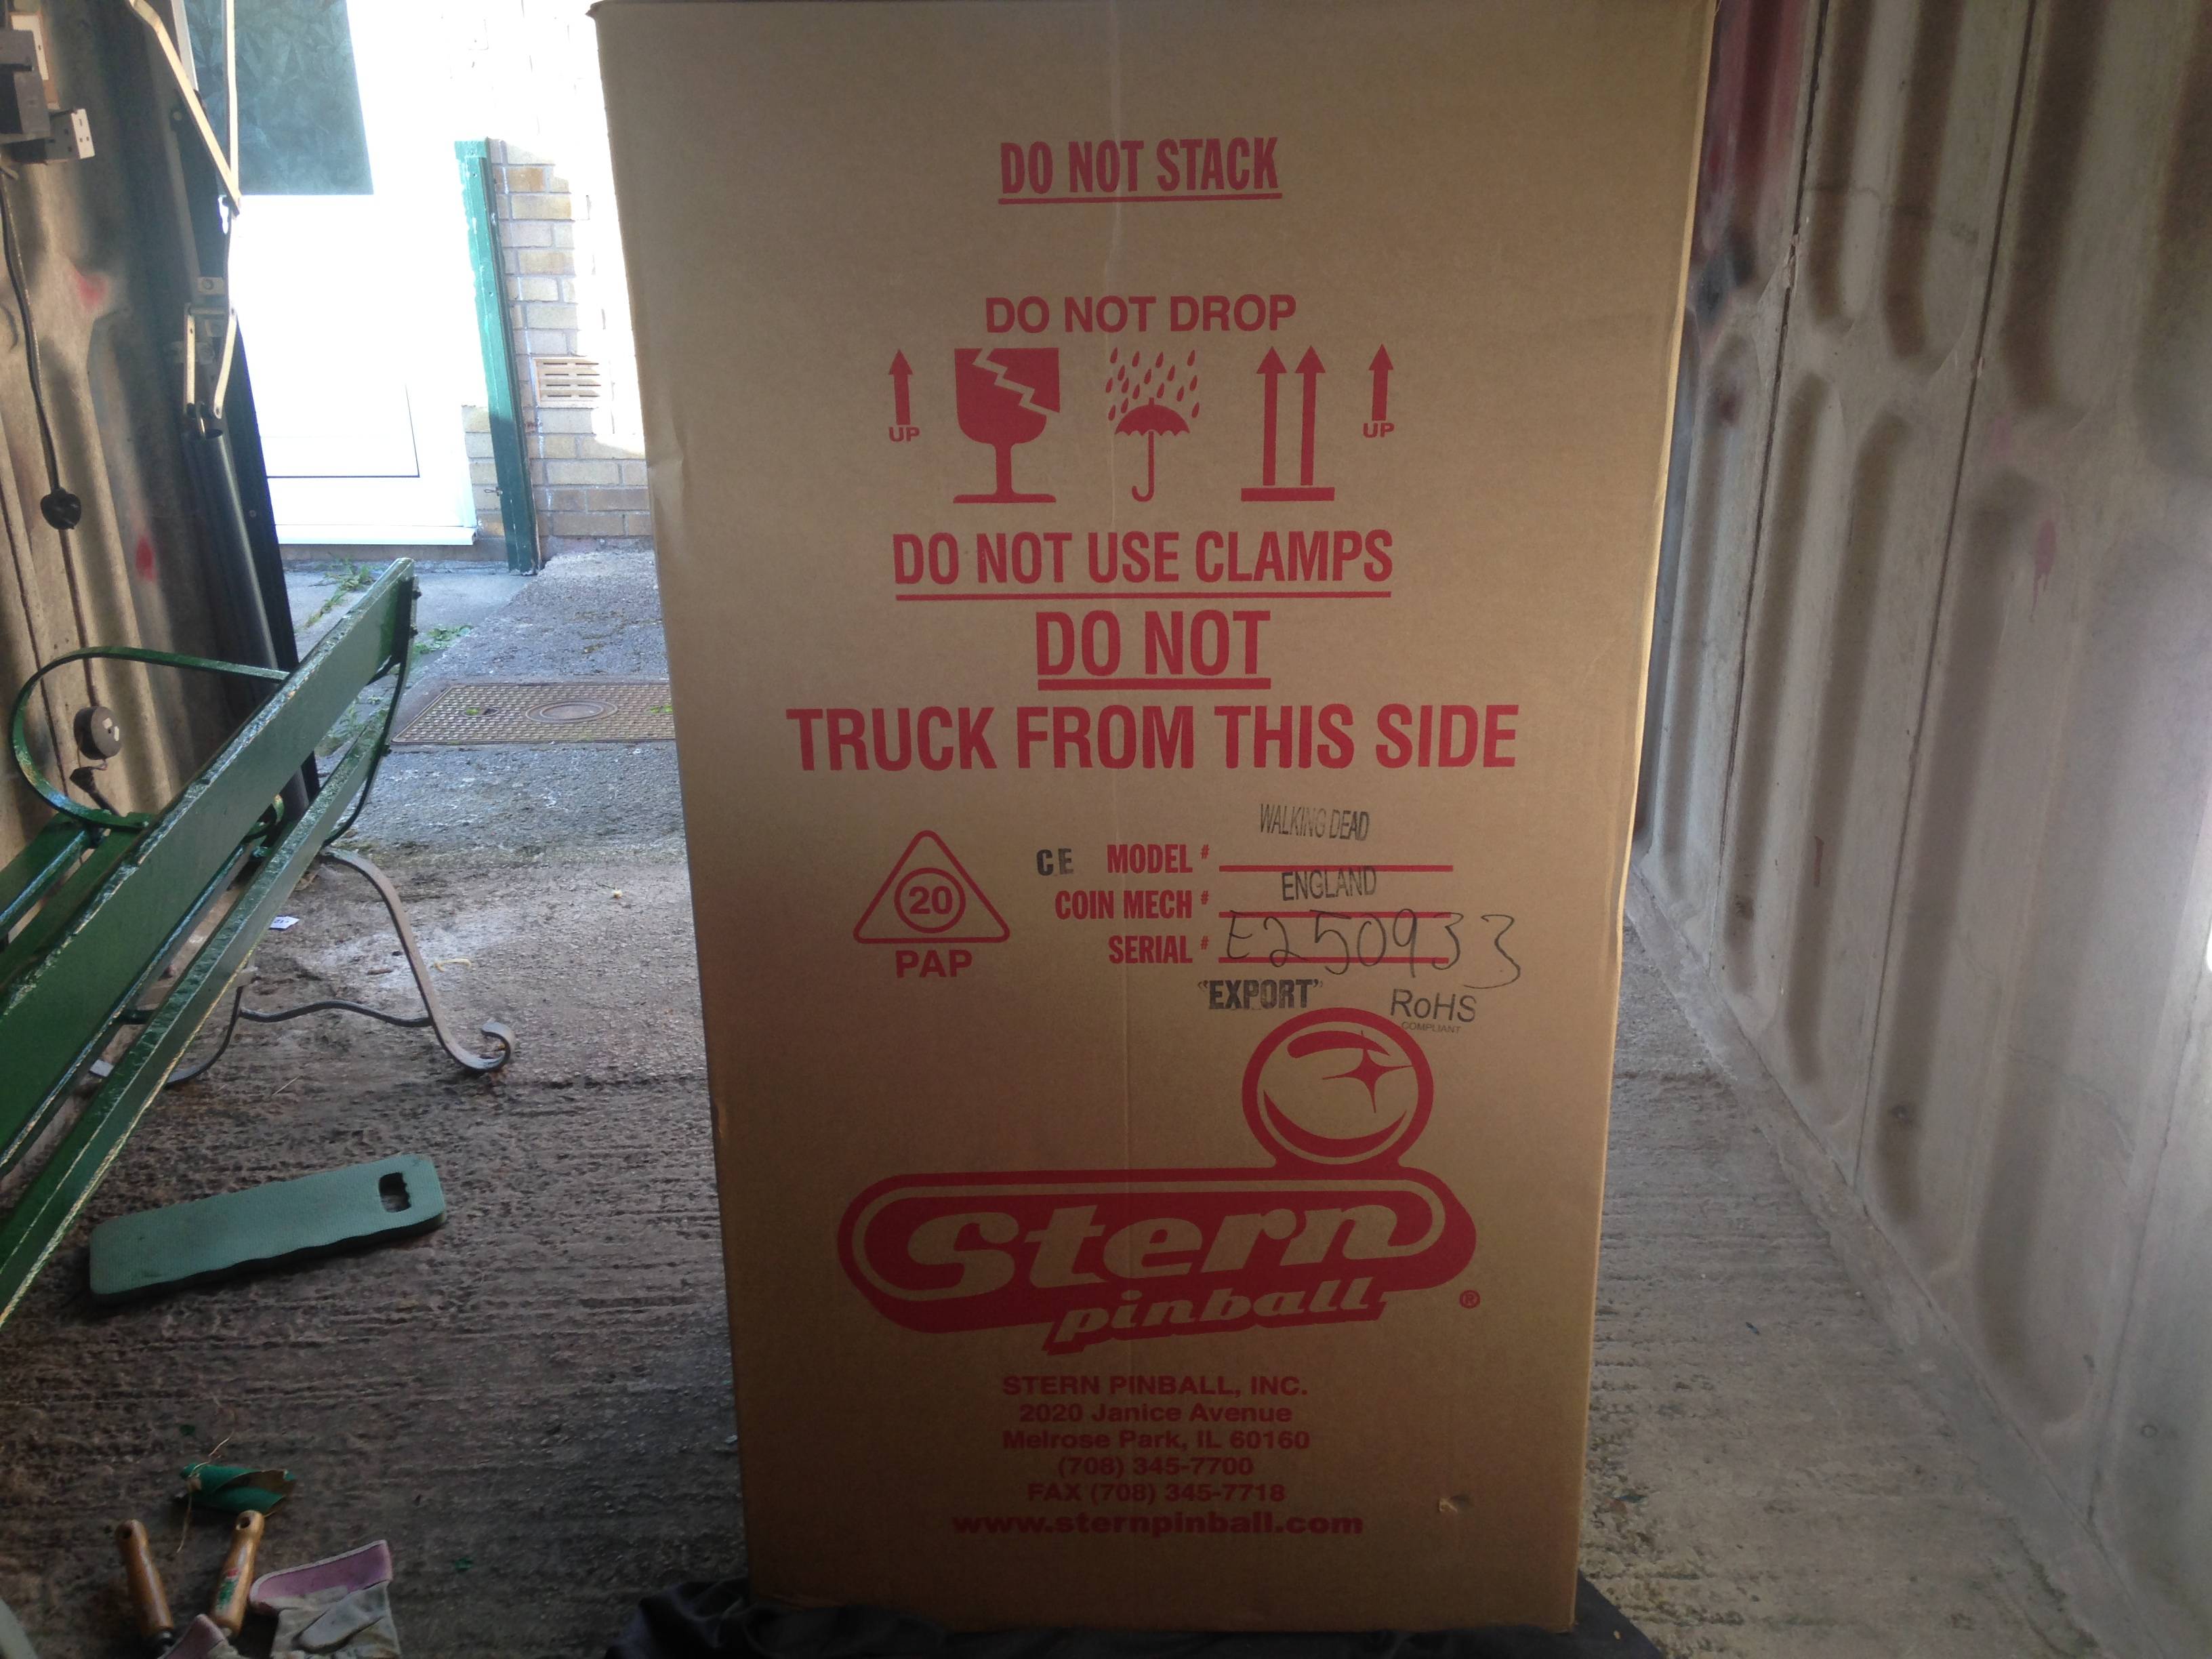 DO NOT STACK
DO NOT DROP
UP
UP
DO NOT USE CLAMPS
DO NOT
TRUCK FROM THIS SIDE
WALKING DEAD
CE MODEL #
ENGLAND
COIN MECH #
SERIAL # E250933
20
PAP
"EXPORT"
RoHS
COMPLIANT
Stern
pinball ®
STERN PINBALL, INC.
2020 Janice Avenue
Melrose Park, IL 60160
(708) 345-7700
FAX (708) 345-7718
www.sternpinball.com